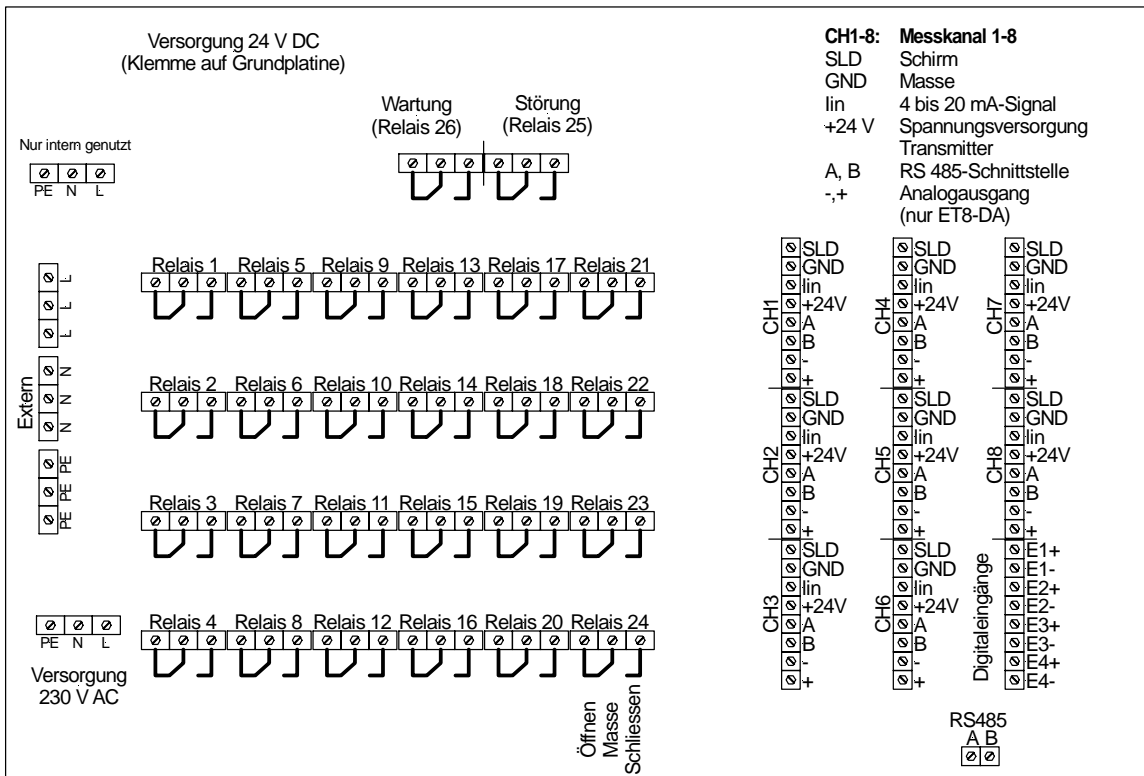 Versorgung 24 V DC
(Klemme auf Grundplatine)
Wartung
(Relais 26)
Störung
(Relais 25)
Nur intern genutzt
PE N L
CH1-8: Messkanal 1-8
SLD Schirm
GND Masse
Iin 4 bis 20 mA-Signal
+24 V Spannungsversorgung
Transmitter
A, B RS 485-Schnittstelle
-,+ Analogausgang
(nur ET8-DA)
Extern
L
L
L
N
N
N
PE
PE
PE
Relais 1 Relais 5 Relais 9 Relais 13 Relais 17 Relais 21
Relais 2 Relais 6 Relais 10 Relais 14 Relais 18 Relais 22
Relais 3 Relais 7 Relais 11 Relais 15 Relais 19 Relais 23
Relais 4 Relais 8 Relais 12 Relais 16 Relais 20 Relais 24
PE N L
Versorgung
230 V AC
Öffnen
Masse
Schliessen
CH1
SLD
GND
Iin
+24V
A
B
-
+
CH2
SLD
GND
Iin
+24V
A
B
-
+
CH3
SLD
GND
Iin
+24V
A
B
-
+
CH4
SLD
GND
Iin
+24V
A
B
-
+
CH5
SLD
GND
Iin
+24V
A
B
-
+
CH6
SLD
GND
Iin
+24V
A
B
-
+
CH7
SLD
GND
Iin
+24V
A
B
-
+
CH8
SLD
GND
Iin
+24V
A
B
-
+
Digitaleingänge
E1+
E1-
E2+
E2-
E3+
E3-
E4+
E4-
RS485
A B